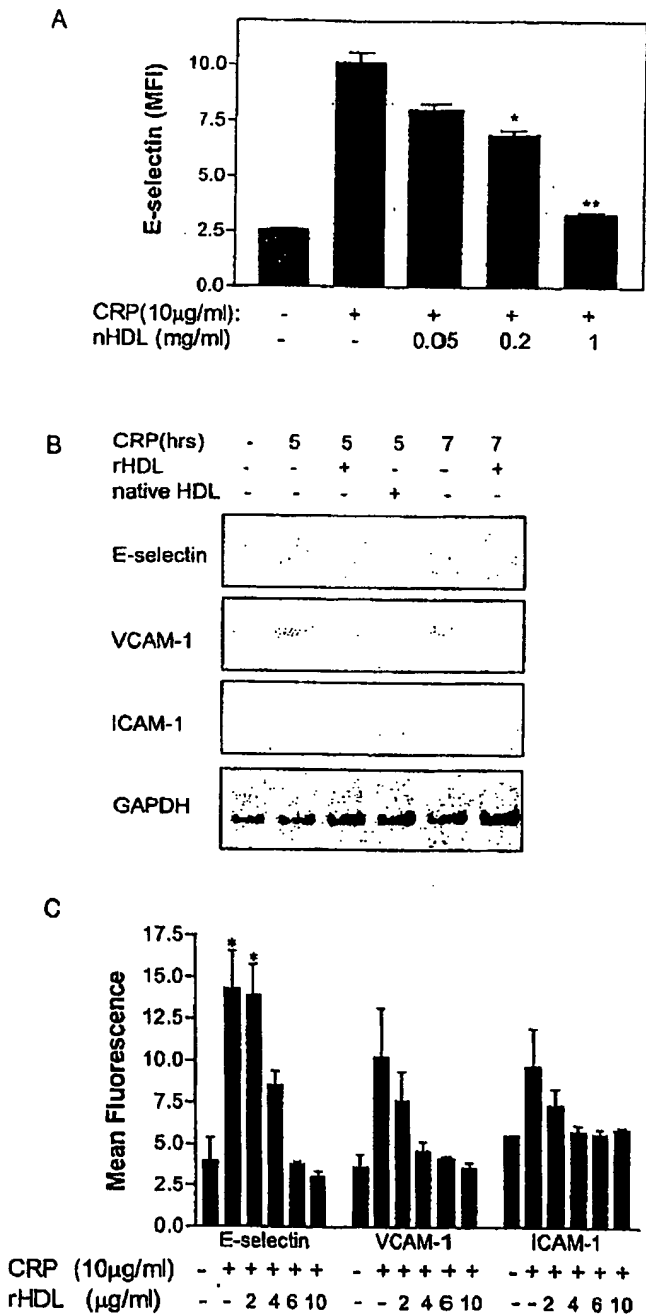 A
E-selectin (MFI)
10.0
7.5
5.0
2.5
0.0
*
**
CRP(10µg/ml): - + + + +
nHDL (mg/ml) - - 0.05 0.2 1
B
CRP(hrs) - 5 5 5 7 7
rHDL - - + - - +
native HDL - - - + - -
E-selectin
VCAM-1
ICAM-1
GAPDH
C
Mean Fluorescence
17.5
15.0
12.5
10.0
7.5
5.0
2.5
0.0
* *
E-selectin VCAM-1 ICAM-1
CRP (10µg/ml) - + + + + + - + + + + + - + + + + +
rHDL (µg/ml) - - 2 4 6 10 - - 2 4 6 10 - - 2 4 6 10